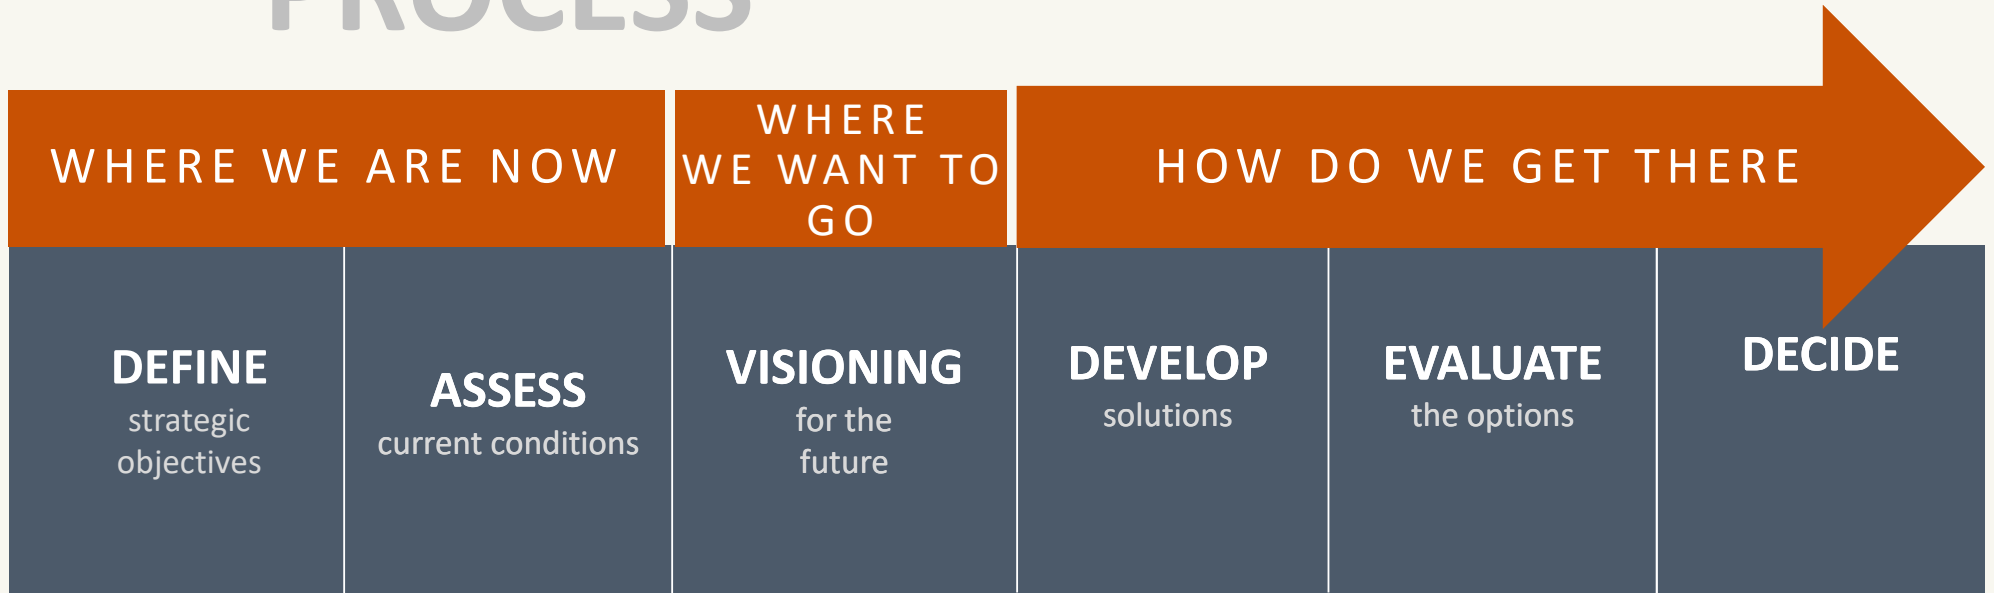 PROCESS
WHERE WE ARE NOW
WHERE
WE WANT TO
GO
HOW DO WE GET THERE
DEFINE
strategic
objectives
ASSESS
current conditions
VISIONING
for the
future
DEVELOP
solutions
EVALUATE
the options
DECIDE